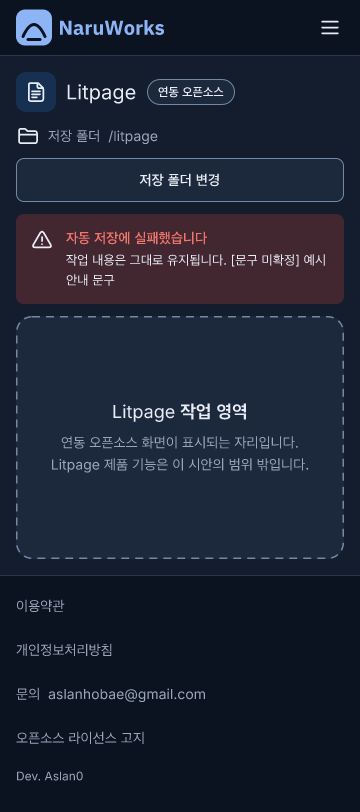 NaruWorks
Litpage 연동 오픈소스
저장 폴더 /litpage
저장 폴더 변경
자동 저장에 실패했습니다
작업 내용은 그대로 유지됩니다. [문구 미확정] 예시
안내 문구
Litpage 작업 영역
연동 오픈소스 화면이 표시되는 자리입니다.
Litpage 제품 기능은 이 시안의 범위 밖입니다.
이용약관
개인정보처리방침
문의 aslanhobae@gmail.com
오픈소스 라이선스 고지
Dev. Aslan0